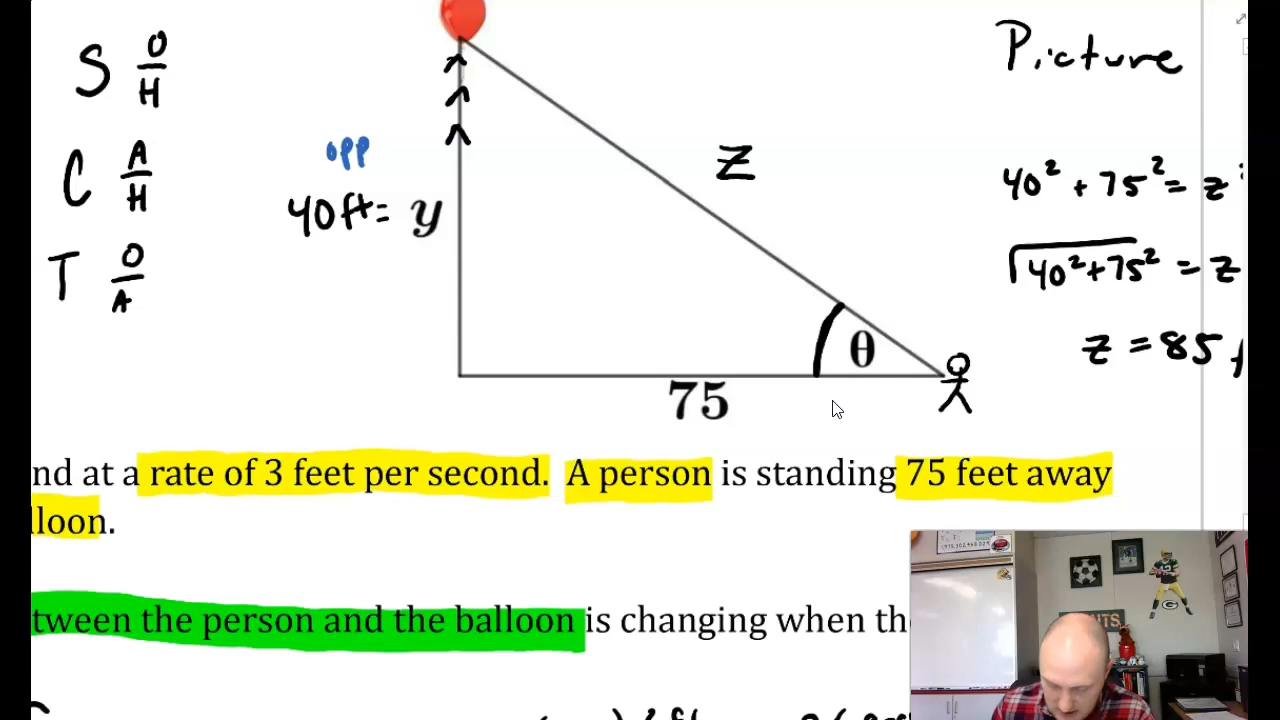 S O/H
C A/H
T O/A
opp
40ft= y
z
θ
75
Picture
40² + 75² = z
√40²+75² = z
z = 85
nd at a rate of 3 feet per second. A person is standing 75 feet away
lloon.
tween the person and the balloon is changing when th